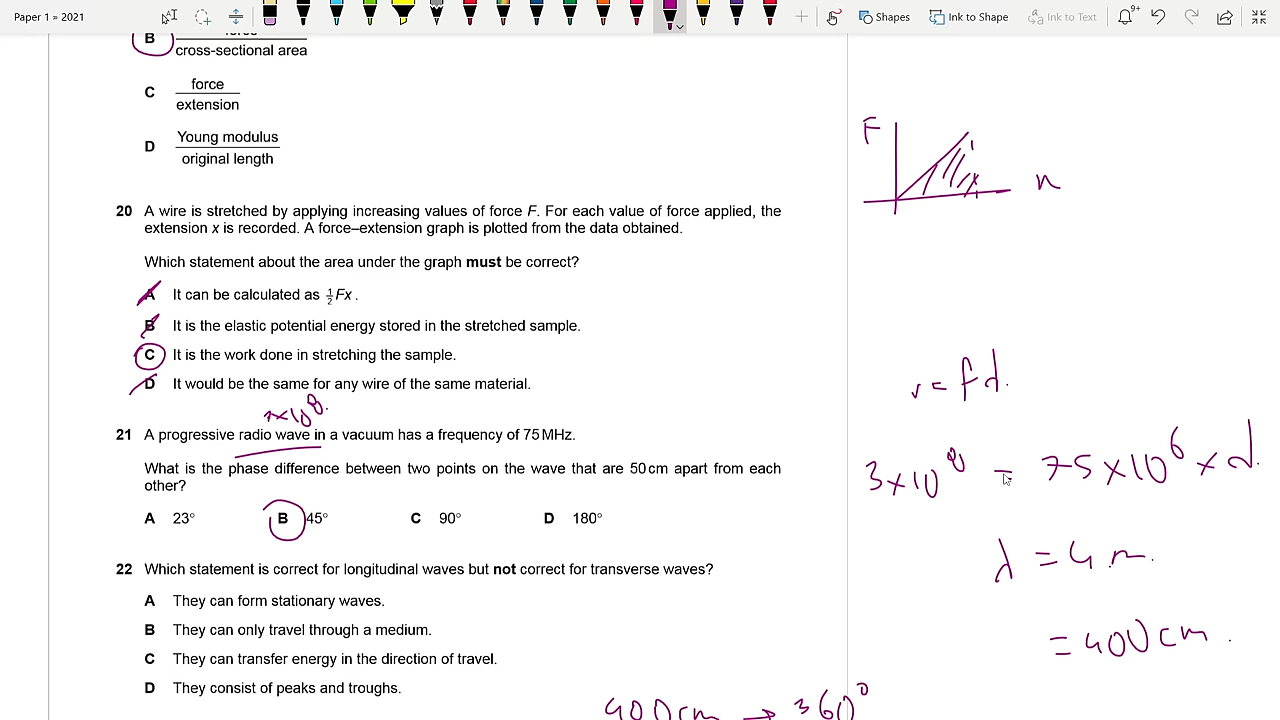 Paper 1 » 2021
Shapes
Ink to Shape
Ink to Text
9+
B
cross-sectional area
C force
extension
D Young modulus
original length
F
x
20 A wire is stretched by applying increasing values of force F. For each value of force applied, the
extension x is recorded. A force–extension graph is plotted from the data obtained.
Which statement about the area under the graph must be correct?
A It can be calculated as ½Fx.
B It is the elastic potential energy stored in the stretched sample.
C It is the work done in stretching the sample.
D It would be the same for any wire of the same material.
v = fλ.
21 A progressive radio wave in a vacuum has a frequency of 75 MHz.
What is the phase difference between two points on the wave that are 50 cm apart from each
other?
3×10⁸ = 75×10⁶ × λ.
A 23° B 45° C 90° D 180°
λ = 4 m.
= 400 cm.
22 Which statement is correct for longitudinal waves but not correct for transverse waves?
A They can form stationary waves.
B They can only travel through a medium.
C They can transfer energy in the direction of travel.
D They consist of peaks and troughs.
400cm → 360°